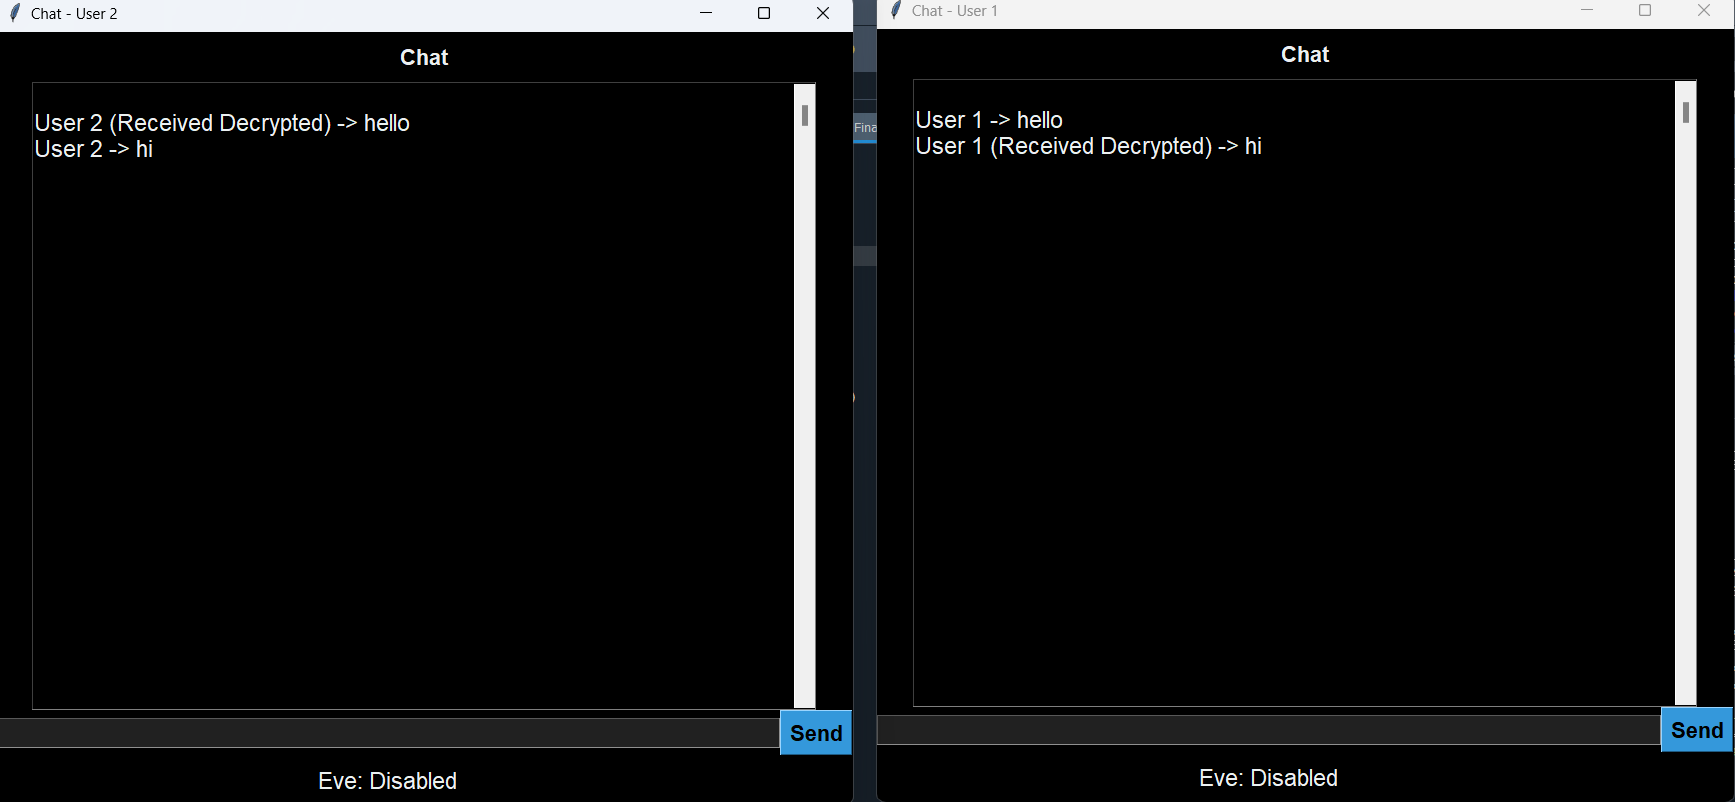 Chat - User 2
Chat
User 2 (Received Decrypted) -> hello
User 2 -> hi
Send
Eve: Disabled
Fina
Chat - User 1
Chat
User 1 -> hello
User 1 (Received Decrypted) -> hi
Send
Eve: Disabled